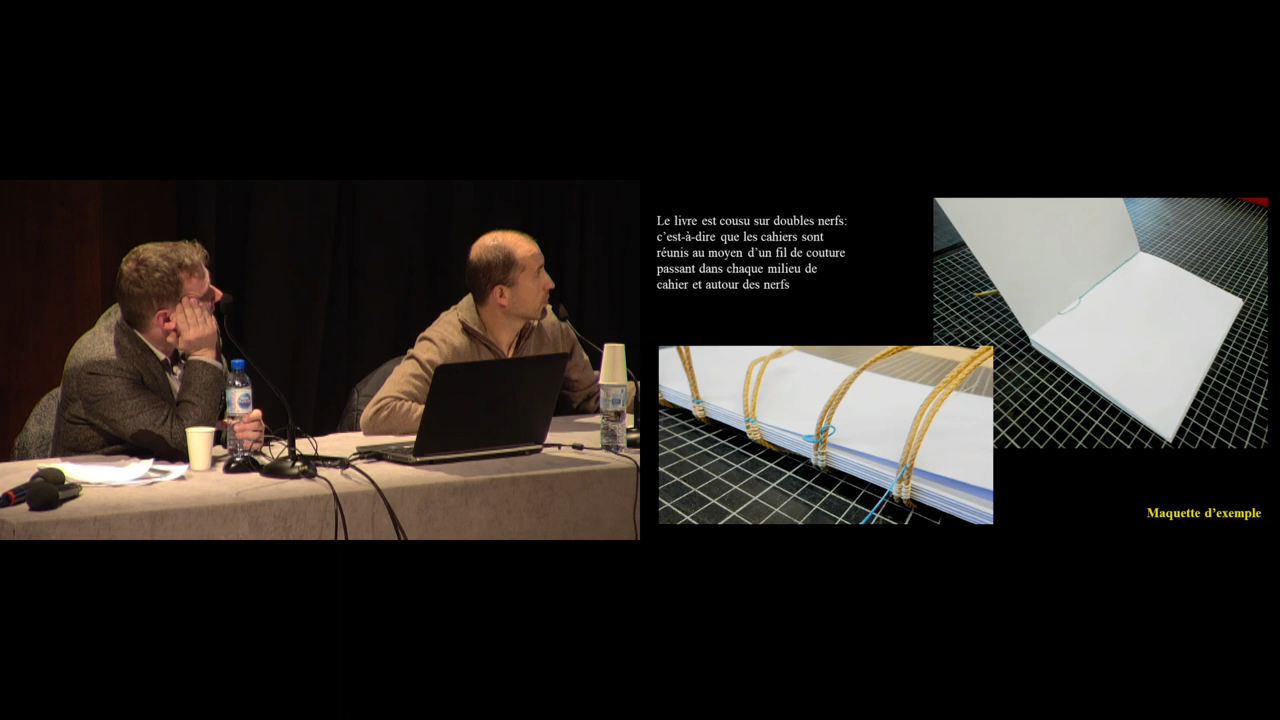 Le livre est cousu sur doubles nerfs:
c’est-à-dire que les cahiers sont
réunis au moyen d’un fil de couture
passant dans chaque milieu de
cahier et autour des nerfs
Maquette d’exemple